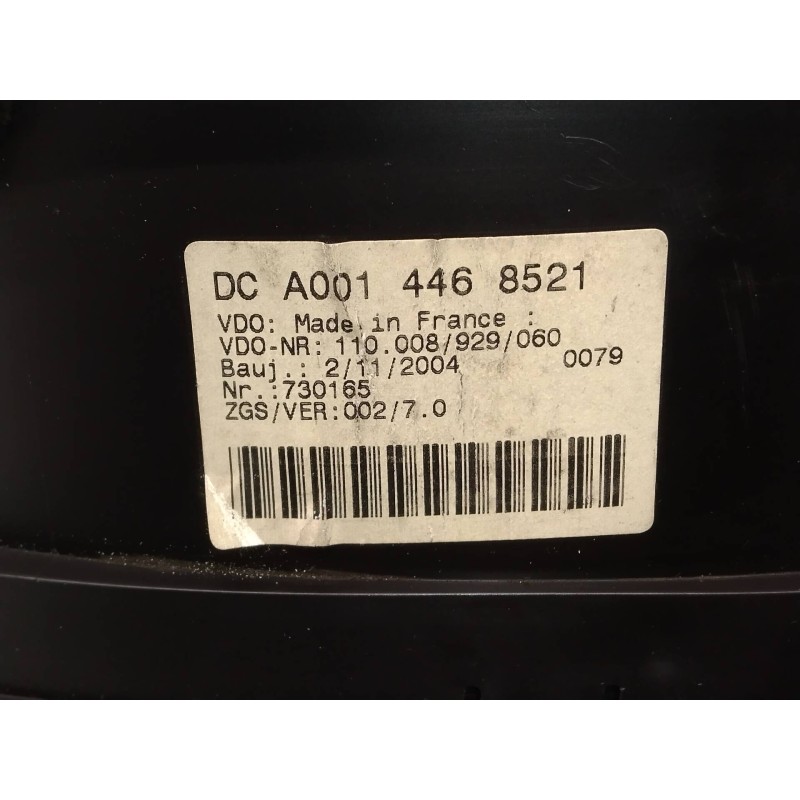 DC A001 446 8521
VDO: Made in France :
VDO-NR: 110.008/929/060
Bauj.: 2/11/2004 0079
Nr.:730165
ZGS/VER:002/7.0